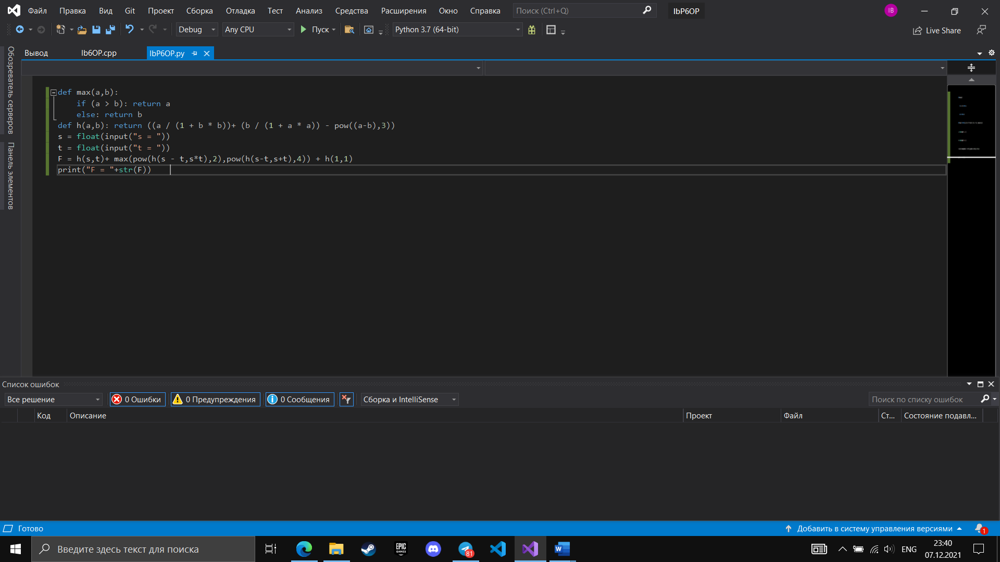 Файл Правка Вид Git Проект Сборка Отладка Тест Анализ Средства Расширения Окно Справка Поиск (Ctrl+Q) IbP6OP IB
Debug Any CPU Пуск Python 3.7 (64-bit) Live Share
Вывод Ib6OP.cpp IbP6OP.py
Обозреватель серверов
Панель элементов
def max(a,b):
    if (a > b): return a
    else: return b
def h(a,b): return ((a / (1 + b * b))+ (b / (1 + a * a)) - pow((a-b),3))
s = float(input("s = "))
t = float(input("t = "))
F = h(s,t)+ max(pow(h(s - t,s*t),2),pow(h(s-t,s+t),4)) + h(1,1)
print("F = "+str(F))
Список ошибок
Все решение 0 Ошибки 0 Предупреждения 0 Сообщения Сборка и IntelliSense Поиск по списку ошибок
Код Описание Проект Файл Ст... Состояние подавл...
Готово Добавить в систему управления версиями 1
Введите здесь текст для поиска EPIC GAMES 81 W ENG 23:40
07.12.2021